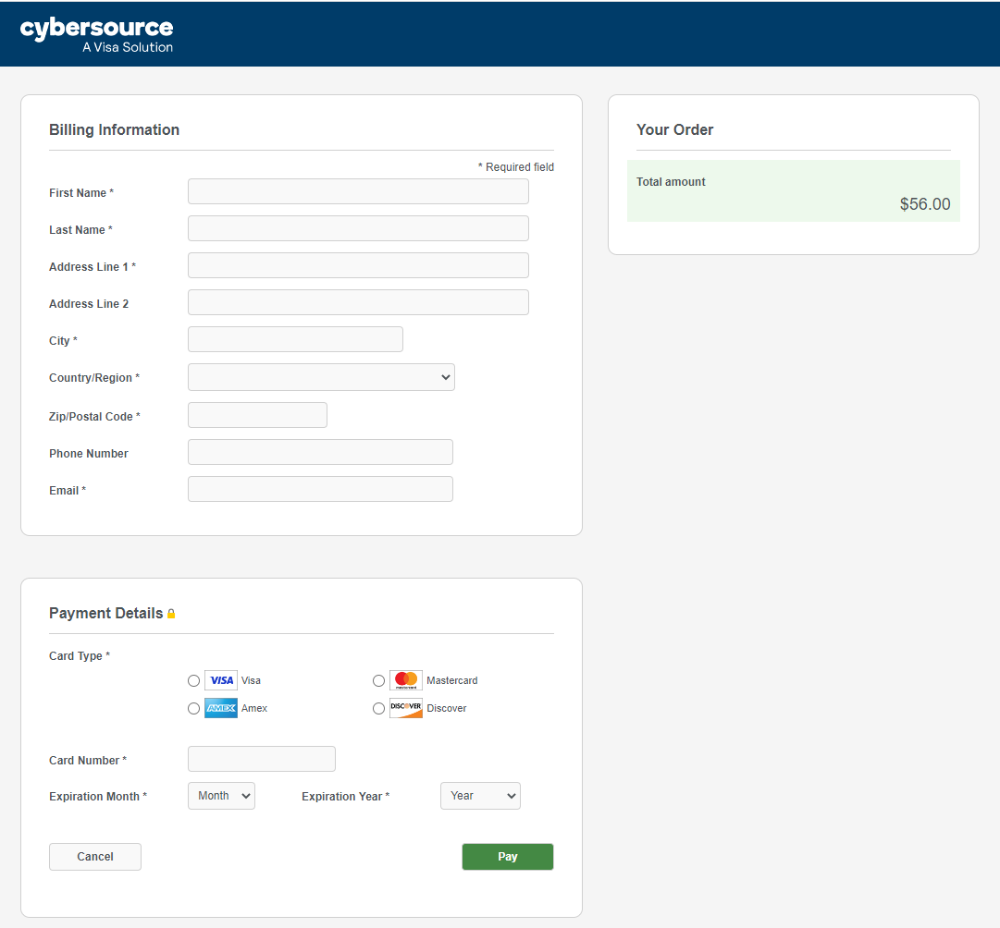 cybersource
A Visa Solution
Billing Information
* Required field
First Name *
Last Name *
Address Line 1 *
Address Line 2
City *
Country/Region *
Zip/Postal Code *
Phone Number
Email *
Your Order
Total amount
$56.00
Payment Details
Card Type *
VISA Visa
mastercard Mastercard
AMEX Amex
DISCOVER Discover
Card Number *
Expiration Month * Month Expiration Year * Year
Cancel Pay